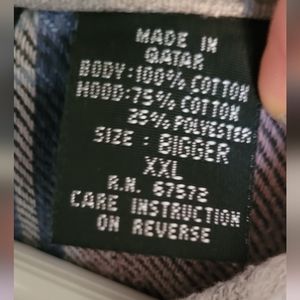 MADE IN
QATAR
BODY:100% COTTON
HOOD:75% COTTON
25% POLYESTER
SIZE : BIGGER
XXL
R.N. 67572
CARE INSTRUCTION
ON REVERSE